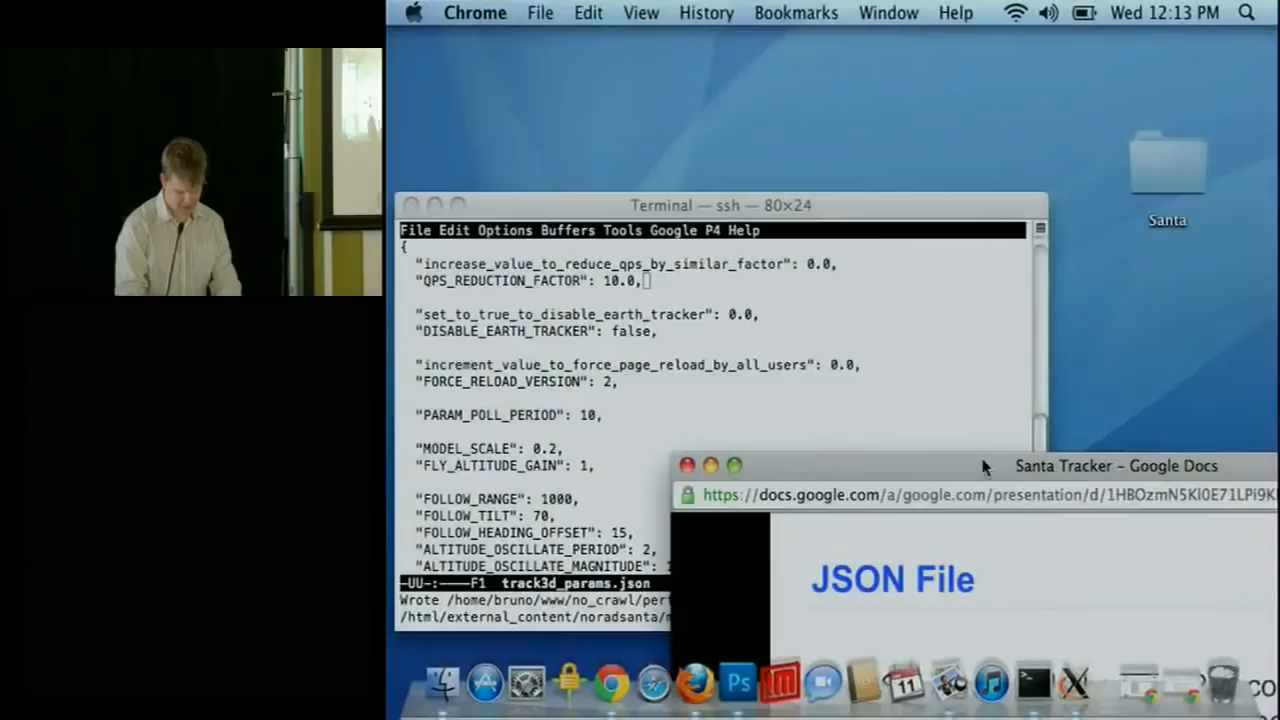 Chrome File Edit View History Bookmarks Window Help Wed 12:13 PM
Santa
Terminal — ssh — 80×24
File Edit Options Buffers Tools Google P4 Help
{
"increase_value_to_reduce_qps_by_similar_factor": 0.0,
"QPS_REDUCTION_FACTOR": 10.0,
"set_to_true_to_disable_earth_tracker": 0.0,
"DISABLE_EARTH_TRACKER": false,
"increment_value_to_force_page_reload_by_all_users": 0.0,
"FORCE_RELOAD_VERSION": 2,
"PARAM_POLL_PERIOD": 10,
"MODEL_SCALE": 0.2,
"FLY_ALTITUDE_GAIN": 1,
"FOLLOW_RANGE": 1000,
"FOLLOW_TILT": 70,
"FOLLOW_HEADING_OFFSET": 15,
"ALTITUDE_OSCILLATE_PERIOD": 2,
"ALTITUDE_OSCILLATE_MAGNITUDE":
-UU-:----F1 track3d_params.json
Wrote /home/bruno/www/no_crawl/per
/html/external_content/noradsanta/
Santa Tracker - Google Docs
https://docs.google.com/a/google.com/presentation/d/1HBOzmN5Kl0E71LPi9K
JSON File
Ps
11
co